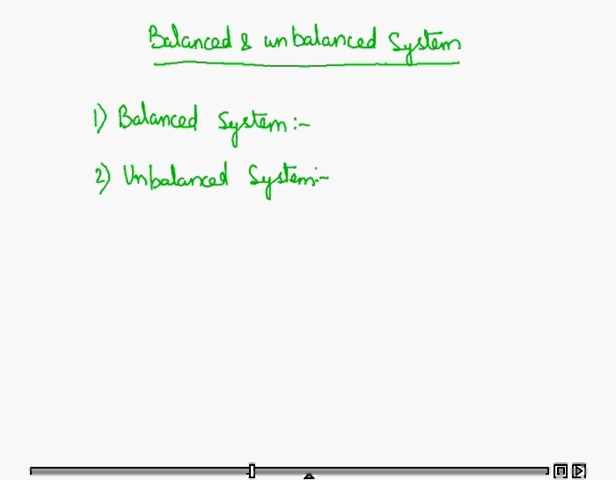 Balanced & unbalanced System
1) Balanced System:-
2) Unbalanced System:-